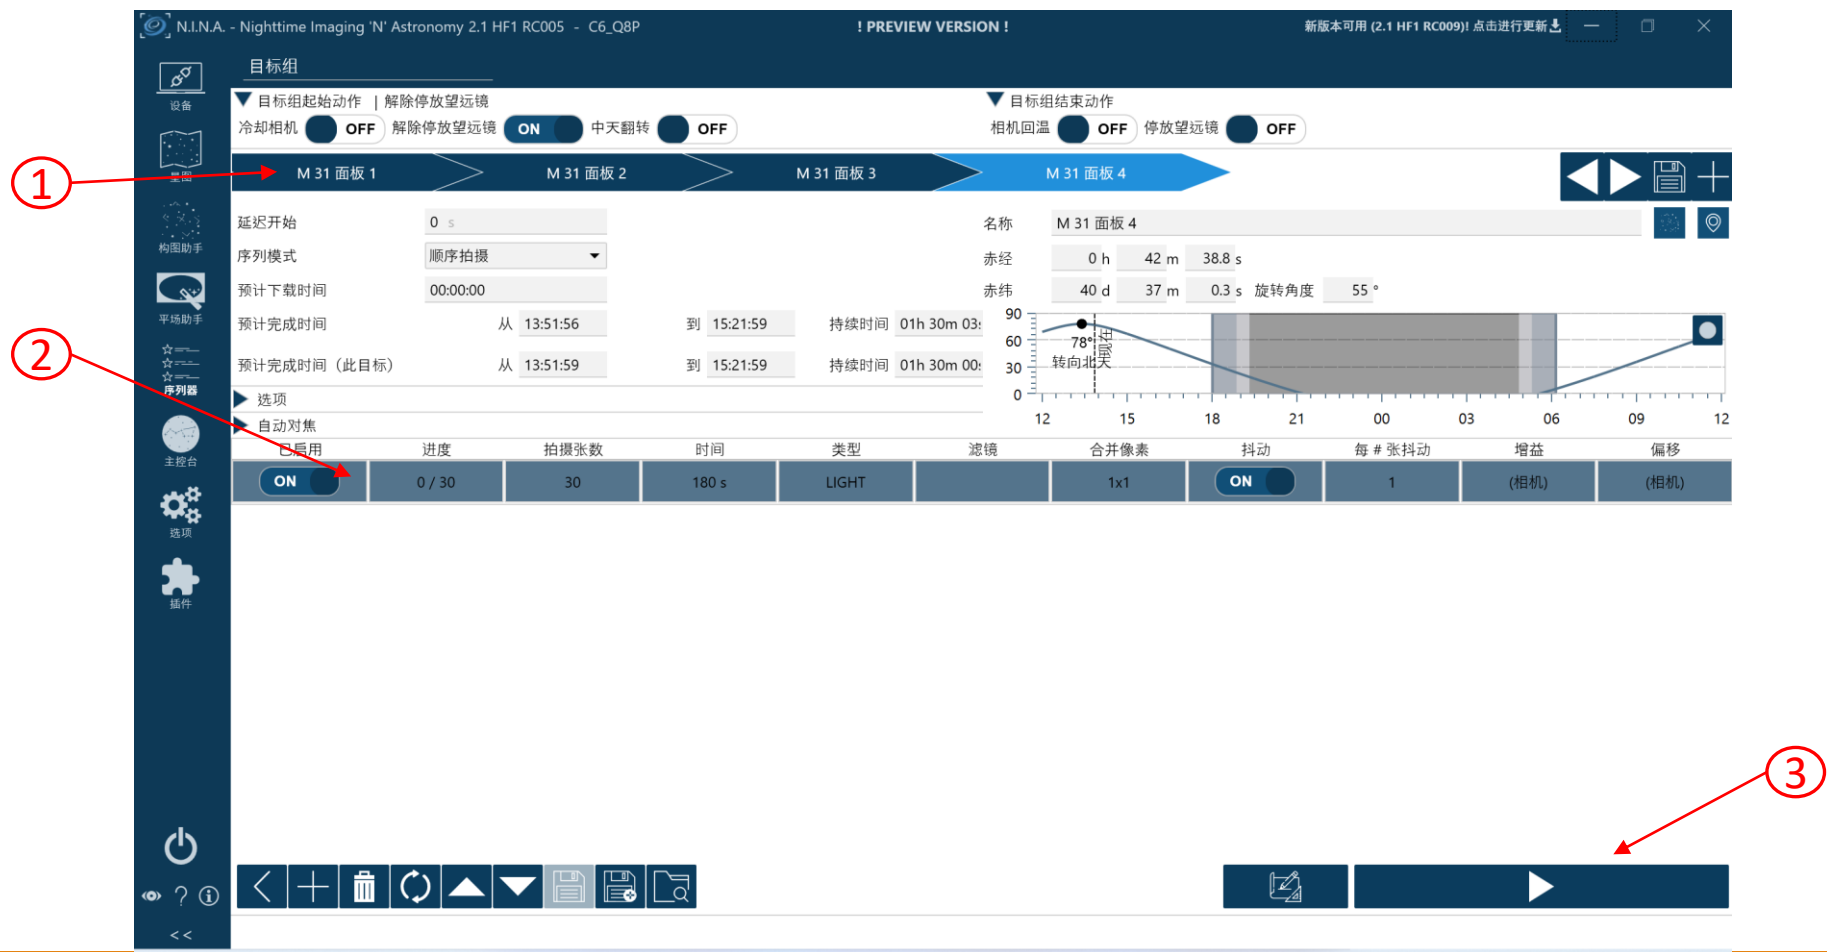 N.I.N.A. - Nighttime Imaging 'N' Astronomy 2.1 HF1 RC005 - C6_Q8P
! PREVIEW VERSION !
新版本可用 (2.1 HF1 RC009)! 点击进行更新
目标组
设备
目标组起始动作 | 解除停放望远镜
目标组结束动作
冷却相机 OFF 解除停放望远镜 ON 中天翻转 OFF
相机回温 OFF 停放望远镜 OFF
1
星图
M 31 面板 1
M 31 面板 2
M 31 面板 3
M 31 面板 4
延迟开始 0 s
名称 M 31 面板 4
构图助手
序列模式 顺序拍摄
赤经 0 h 42 m 38.8 s
预计下载时间 00:00:00
赤纬 40 d 37 m 0.3 s 旋转角度 55 °
平场助手
预计完成时间 从 13:51:56 到 15:21:59 持续时间 01h 30m 03:
2
预计完成时间（此目标） 从 13:51:59 到 15:21:59 持续时间 01h 30m 00:
90
60
30
0
78°
转向北天
现在
12 15 18 21 00 03 06 09 12
序列器
选项
自动对焦
已启用 进度 拍摄张数 时间 类型 滤镜 合并像素 抖动 每 # 张抖动 增益 偏移
主控台
ON 0 / 30 30 180 s LIGHT 1x1 ON 1 (相机) (相机)
选项
插件
3
? i
<<